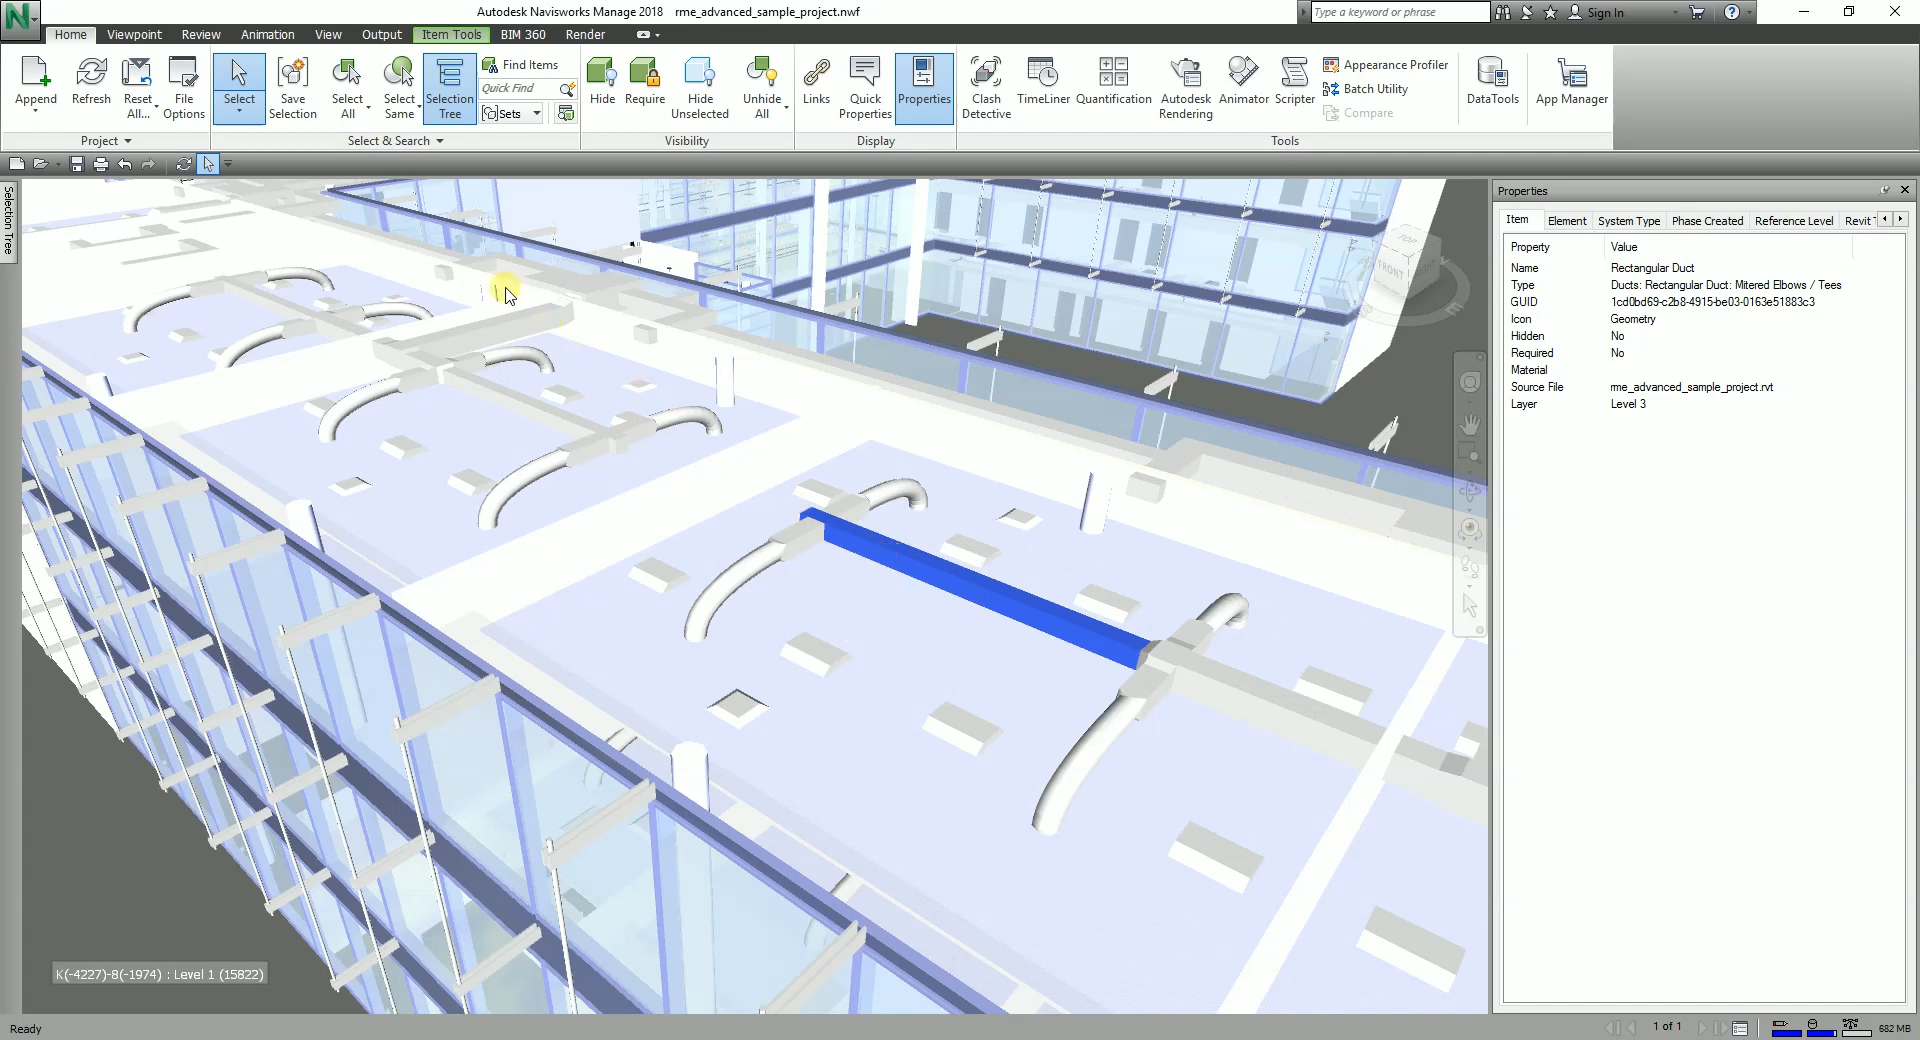 Autodesk Navisworks Manage 2018 rme_advanced_sample_project.nwf
Type a keyword or phrase
Sign In
Home Viewpoint Review Animation View Output Item Tools BIM 360 Render
Append
Refresh
Reset All...
File Options
Project
Select
Save Selection
Select All
Select Same
Selection Tree
Find Items
Quick Find
Sets
Select & Search
Hide
Require
Hide Unselected
Unhide All
Visibility
Links
Quick Properties
Properties
Display
Clash Detective
TimeLiner
Quantification
Autodesk Rendering
Animator
Scripter
Appearance Profiler
Batch Utility
Compare
Tools
DataTools
App Manager
Selection Tree
TOP
FRONT
K(-4227)-8(-1974) : Level 1 (15822)
Properties
Item Element System Type Phase Created Reference Level Revit T
Property Value
Name Rectangular Duct
Type Ducts: Rectangular Duct: Mitered Elbows / Tees
GUID 1cd0bd69-c2b8-4915-be03-0163e51883c3
Icon Geometry
Hidden No
Required No
Material
Source File rme_advanced_sample_project.rvt
Layer Level 3
Ready
1 of 1
682 MB